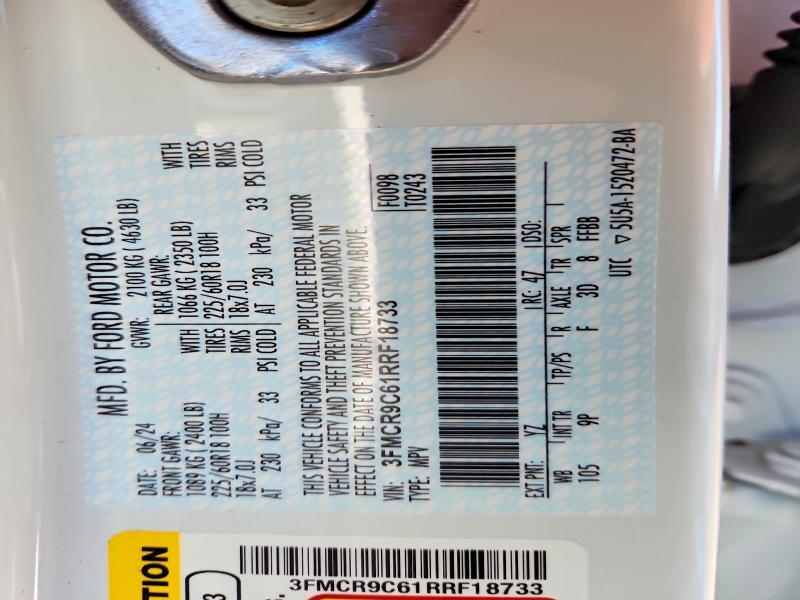 MFD. BY FORD MOTOR CO.
DATE: 06/24 GVWR: 2100 KG ( 4630 LB)
FRONT GAWR: REAR GAWR:
1089 KG ( 2400 LB) WITH 1066 KG ( 2350 LB) WITH
225/60R18 100H TIRES 225/60R18 100H TIRES
18x7.0J RIMS 18x7.0J RIMS
AT 230 kPa/ 33 PSI COLD AT 230 kPa/ 33 PSI COLD
THIS VEHICLE CONFORMS TO ALL APPLICABLE FEDERAL MOTOR
VEHICLE SAFETY AND THEFT PREVENTION STANDARDS IN
EFFECT ON THE DATE OF MANUFACTURE SHOWN ABOVE.
VIN: 3FMCR9C61RRF18733 F0098
TYPE: MPV T0243
EXT PNT: YZ RC: 47 DSO:
WB INT TR TP/PS R AXLE TR SPR
105 9P F 3D 8 FFBB
UTC ▽ 5U5A-1520472-BA
TION
3
3FMCR9C61RRF18733